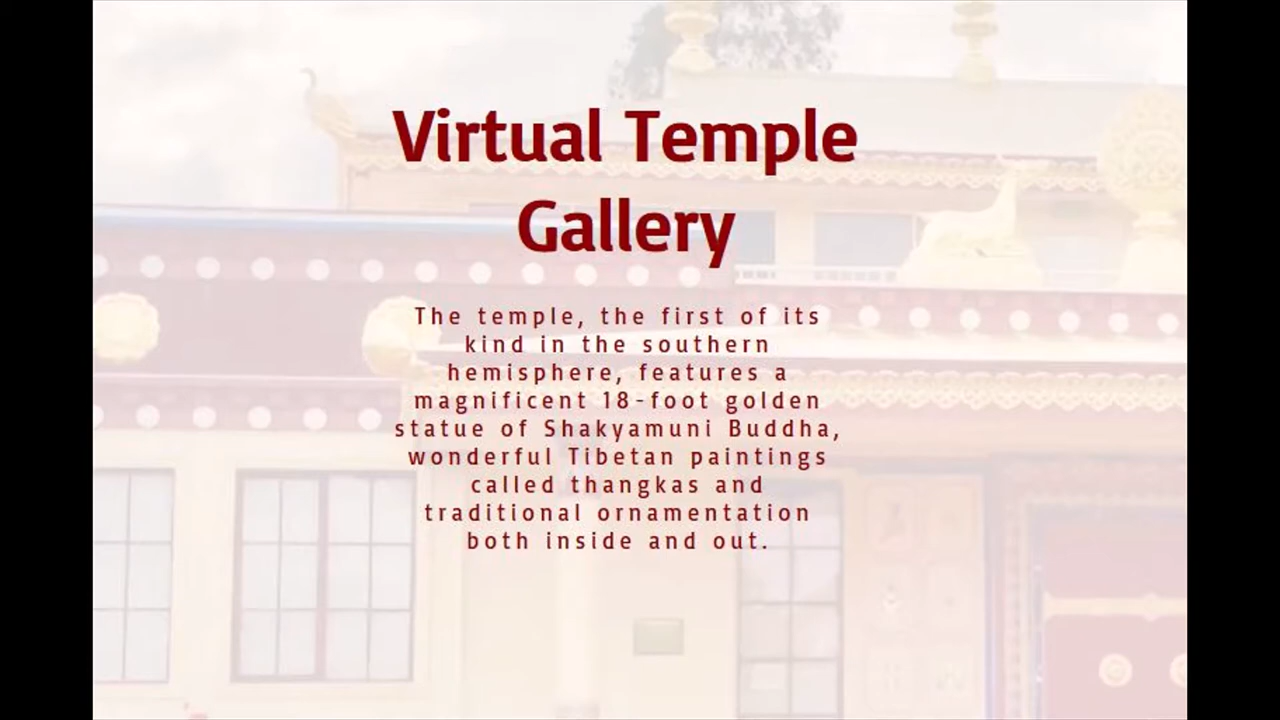 Virtual Temple
Gallery
The temple, the first of its
kind in the southern
hemisphere, features a
magnificent 18-foot golden
statue of Shakyamuni Buddha,
wonderful Tibetan paintings
called thangkas and
traditional ornamentation
both inside and out.